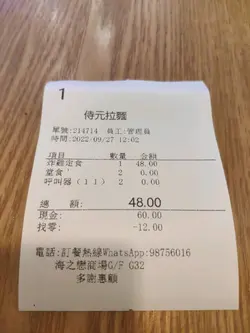 1
侍元拉麵
單號:214714 員工:管理員
時間:2022/09/27 12:02
項目 數量 金額
炸雞定食 1 48.00
堂食 2 0.00
呼叫器（11） 2 0.00
總 額: 48.00
現金: 60.00
找零: -12.00
電話:訂餐熱線WhatsApp:98756016
海之戀商場G/F G32
多謝惠顧